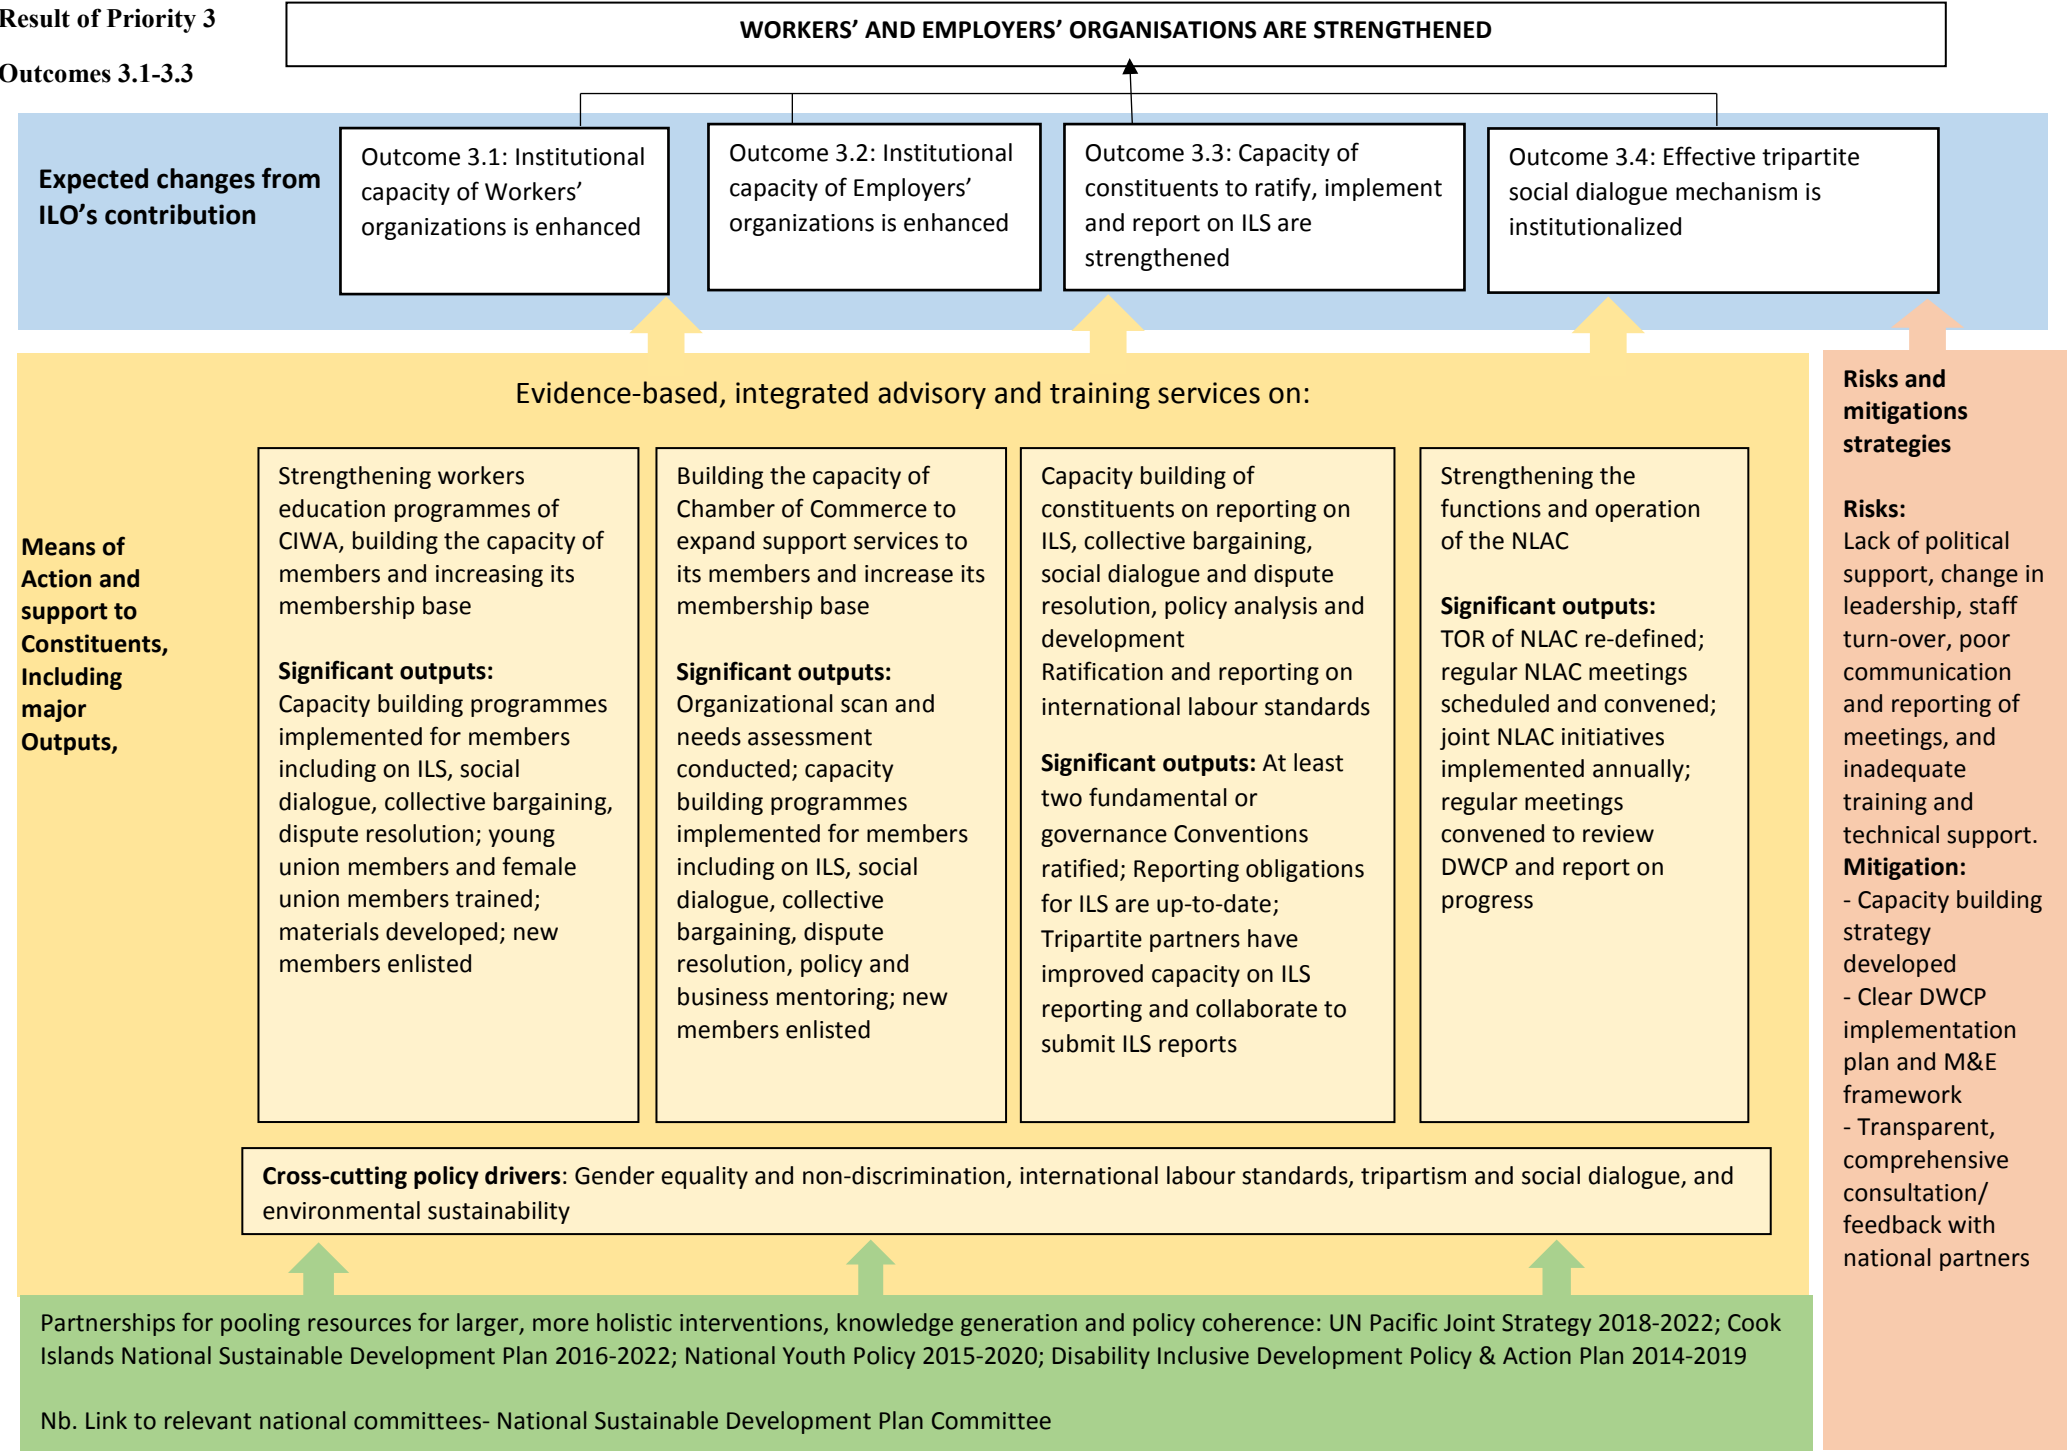 Result of Priority 3
Outcomes 3.1-3.3
WORKERS’ AND EMPLOYERS’ ORGANISATIONS ARE STRENGTHENED
Expected changes from
ILO’s contribution
Outcome 3.1: Institutional
capacity of Workers’
organizations is enhanced
Outcome 3.2: Institutional
capacity of Employers’
organizations is enhanced
Outcome 3.3: Capacity of
constituents to ratify, implement
and report on ILS are
strengthened
Outcome 3.4: Effective tripartite
social dialogue mechanism is
institutionalized
Evidence-based, integrated advisory and training services on:
Means of
Action and
support to
Constituents,
Including
major
Outputs,
Strengthening workers
education programmes of
CIWA, building the capacity of
members and increasing its
membership base
Significant outputs:
Capacity building programmes
implemented for members
including on ILS, social
dialogue, collective bargaining,
dispute resolution; young
union members and female
union members trained;
materials developed; new
members enlisted
Building the capacity of
Chamber of Commerce to
expand support services to
its members and increase its
membership base
Significant outputs:
Organizational scan and
needs assessment
conducted; capacity
building programmes
implemented for members
including on ILS, social
dialogue, collective
bargaining, dispute
resolution, policy and
business mentoring; new
members enlisted
Capacity building of
constituents on reporting on
ILS, collective bargaining,
social dialogue and dispute
resolution, policy analysis and
development
Ratification and reporting on
international labour standards
Significant outputs: At least
two fundamental or
governance Conventions
ratified; Reporting obligations
for ILS are up-to-date;
Tripartite partners have
improved capacity on ILS
reporting and collaborate to
submit ILS reports
Strengthening the
functions and operation
of the NLAC
Significant outputs:
TOR of NLAC re-defined;
regular NLAC meetings
scheduled and convened;
joint NLAC initiatives
implemented annually;
regular meetings
convened to review
DWCP and report on
progress
Cross-cutting policy drivers: Gender equality and non-discrimination, international labour standards, tripartism and social dialogue, and
environmental sustainability
Risks and
mitigations
strategies
Risks:
Lack of political
support, change in
leadership, staff
turn-over, poor
communication
and reporting of
meetings, and
inadequate
training and
technical support.
Mitigation:
- Capacity building
strategy
developed
- Clear DWCP
implementation
plan and M&E
framework
- Transparent,
comprehensive
consultation/
feedback with
national partners
Partnerships for pooling resources for larger, more holistic interventions, knowledge generation and policy coherence: UN Pacific Joint Strategy 2018-2022; Cook
Islands National Sustainable Development Plan 2016-2022; National Youth Policy 2015-2020; Disability Inclusive Development Policy & Action Plan 2014-2019
Nb. Link to relevant national committees- National Sustainable Development Plan Committee